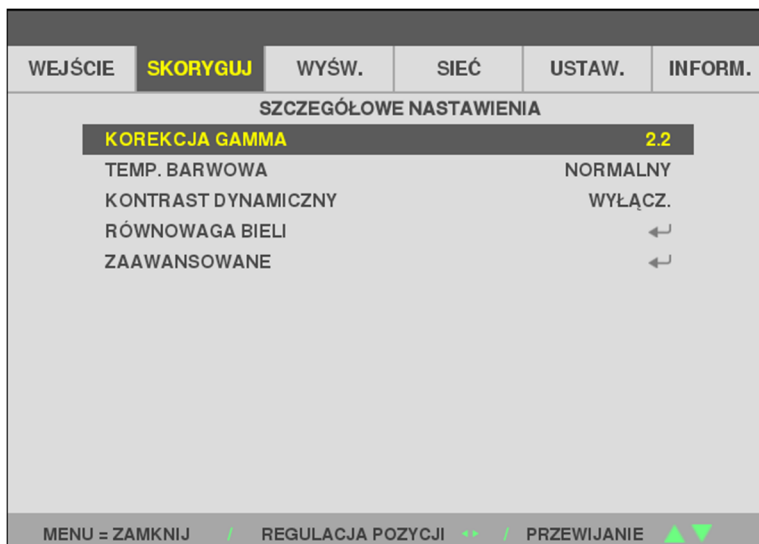 WEJŚCIE SKORYGUJ WYŚW. SIEĆ USTAW. INFORM.
SZCZEGÓŁOWE NASTAWIENIA
KOREKCJA GAMMA 2.2
TEMP. BARWOWA NORMALNY
KONTRAST DYNAMICZNY WYŁĄCZ.
RÓWNOWAGA BIELI
ZAAWANSOWANE
MENU = ZAMKNIJ / REGULACJA POZYCJI / PRZEWIJANIE